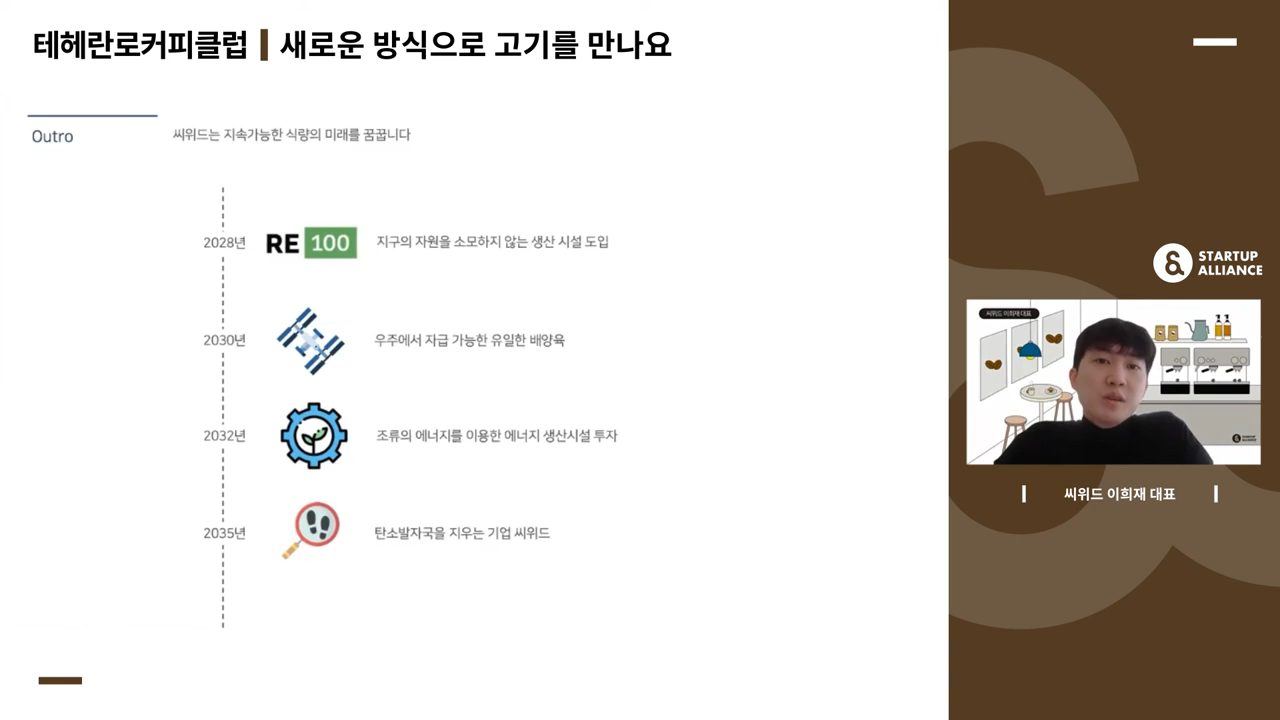 테헤란로커피클럽 | 새로운 방식으로 고기를 만나요
Outro
씨위드는 지속가능한 식량의 미래를 꿈꿉니다
2028년
RE 100
지구의 자원을 소모하지 않는 생산 시설 도입
2030년
우주에서 자급 가능한 유일한 배양육
2032년
조류의 에너지를 이용한 에너지 생산시설 투자
2035년
탄소발자국을 지우는 기업 씨위드
STARTUP
ALLIANCE
씨위드 이희재 대표
씨위드 이희재 대표